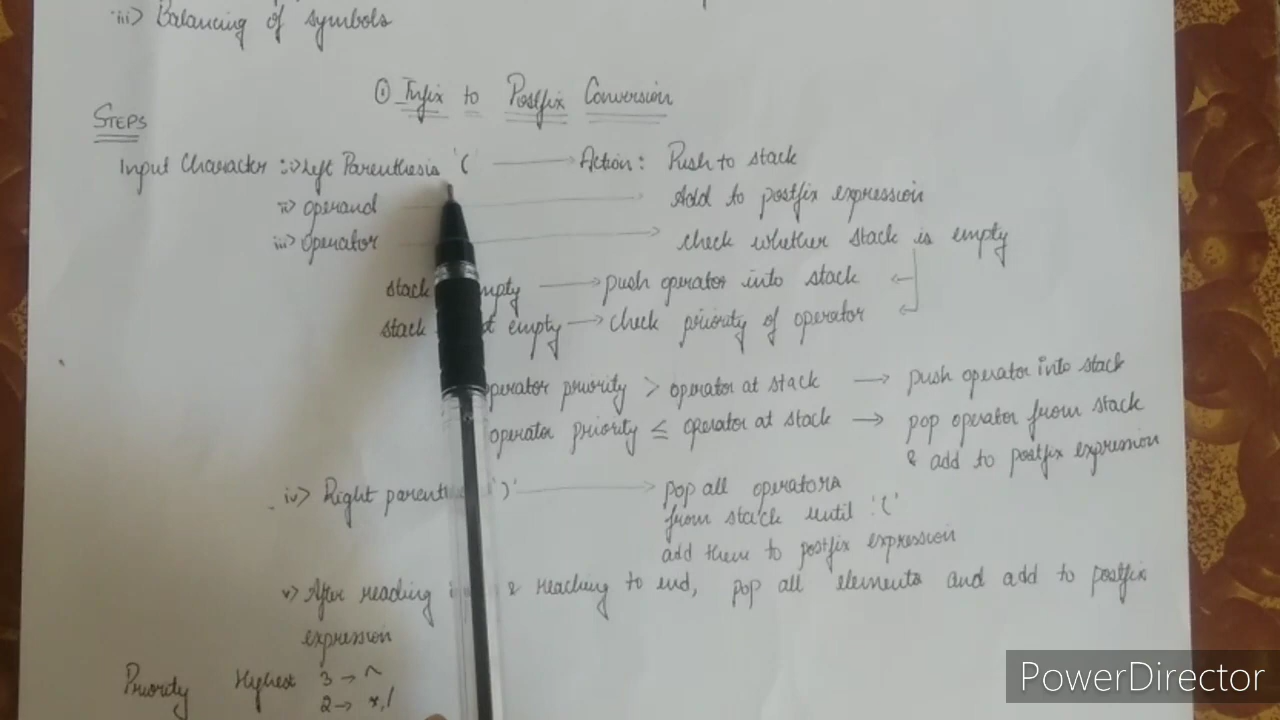 iii> Balancing of symbols
① Infix to Postfix Conversion
STEPS
Input Character :i> Left Parenthesis '(' → Action: Push to stack
ii> operand → Add to postfix expression
iii> operator → check whether stack is empty
stack empty → push operator into stack
stack empty → check priority of operator
operator priority > operator at stack → push operator into stack
operator priority ≤ operator at stack → pop operator from stack
& add to postfix expression
iv> Right ')' → pop all operators
from stack until '('
add them to postfix expression
v> After reading & reaching to end, pop all elements and add to postfix
expression
Priority Highest 3 → ^
2 → *, /
PowerDirector